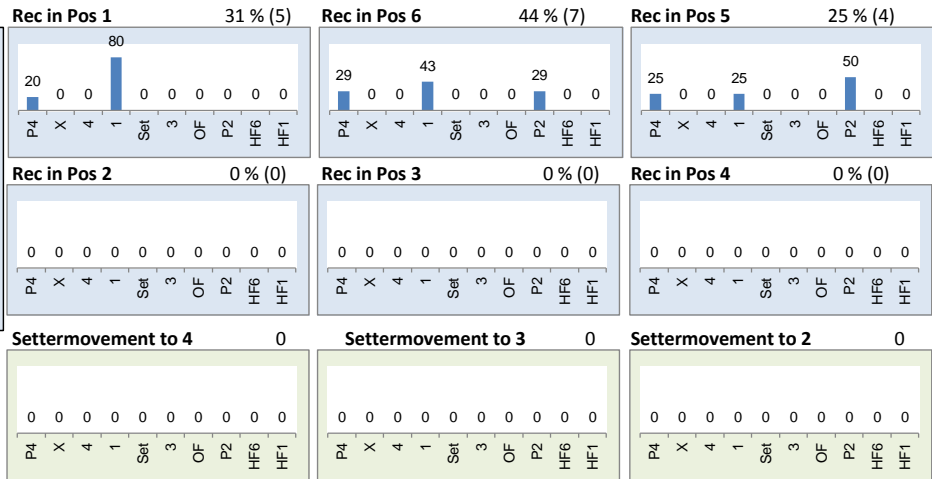 Rec in Pos 1 31 % (5)
80
20 0 0 0 0 0 0 0 0
P4 X 4 1 Set 3 OF P2 HF6 HF1
Rec in Pos 6 44 % (7)
29 0 0 43 0 0 0 29 0 0
P4 X 4 1 Set 3 OF P2 HF6 HF1
Rec in Pos 5 25 % (4)
25 0 0 25 0 0 0 50 0 0
P4 X 4 1 Set 3 OF P2 HF6 HF1
Rec in Pos 2 0 % (0)
0 0 0 0 0 0 0 0 0 0
P4 X 4 1 Set 3 OF P2 HF6 HF1
Rec in Pos 3 0 % (0)
0 0 0 0 0 0 0 0 0 0
P4 X 4 1 Set 3 OF P2 HF6 HF1
Rec in Pos 4 0 % (0)
0 0 0 0 0 0 0 0 0 0
P4 X 4 1 Set 3 OF P2 HF6 HF1
Settermovement to 4 0
0 0 0 0 0 0 0 0 0 0
P4 X 4 1 Set 3 OF P2 HF6 HF1
Settermovement to 3 0
0 0 0 0 0 0 0 0 0 0
P4 X 4 1 Set 3 OF P2 HF6 HF1
Settermovement to 2 0
0 0 0 0 0 0 0 0 0 0
P4 X 4 1 Set 3 OF P2 HF6 HF1